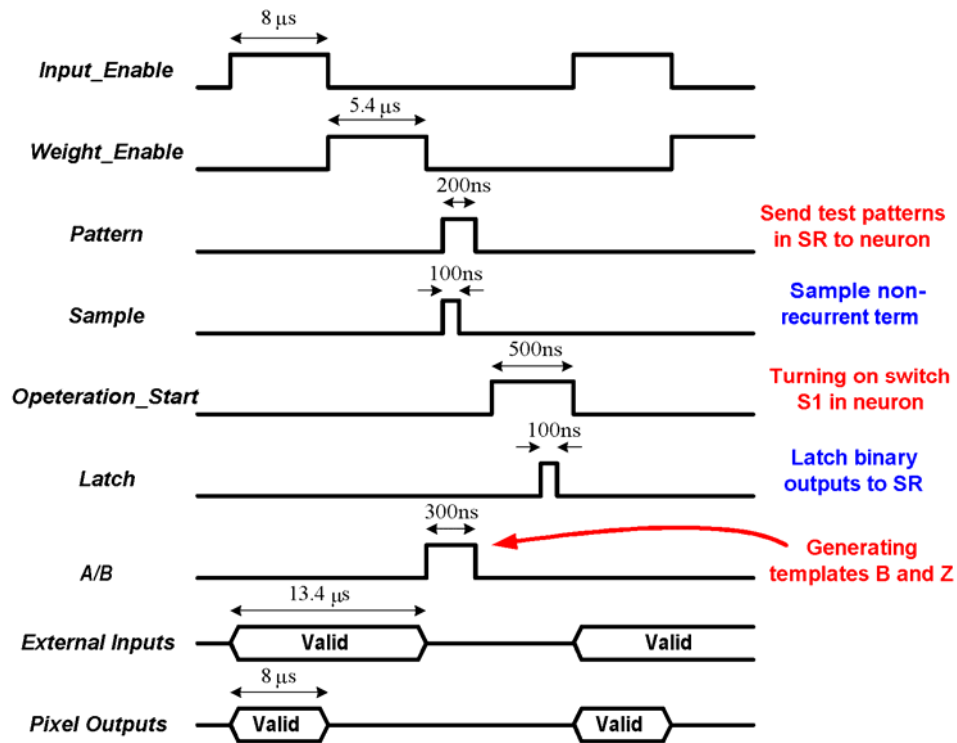 8 μs
Input_Enable
5.4 μs
Weight_Enable
200ns
Pattern
Send test patterns
in SR to neuron
100ns
Sample
Sample non-
recurrent term
500ns
Opeteration_Start
Turning on switch
S1 in neuron
100ns
Latch
Latch binary
outputs to SR
300ns
A/B
Generating
templates B and Z
13.4 μs
External Inputs
Valid
Valid
8 μs
Pixel Outputs
Valid
Valid